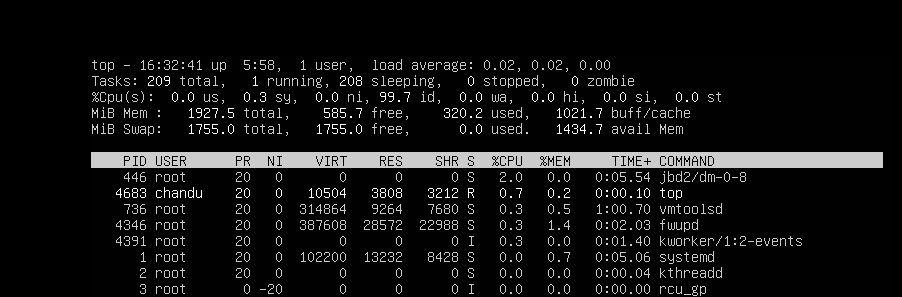 top - 16:32:41 up  5:58,  1 user,  load average: 0.02, 0.02, 0.00
Tasks: 209 total,   1 running, 208 sleeping,   0 stopped,   0 zombie
%Cpu(s):  0.0 us,  0.3 sy,  0.0 ni, 99.7 id,  0.0 wa,  0.0 hi,  0.0 si,  0.0 st
MiB Mem :   1927.5 total,    585.7 free,    320.2 used,   1021.7 buff/cache
MiB Swap:   1755.0 total,   1755.0 free,      0.0 used.   1434.7 avail Mem
    PID USER      PR  NI    VIRT    RES    SHR S  %CPU  %MEM     TIME+ COMMAND
    446 root      20   0       0      0      0 S   2.0   0.0   0:05.54 jbd2/dm-0-8
   4683 chandu    20   0   10504   3808   3212 R   0.7   0.2   0:00.10 top
    736 root      20   0  314864   9264   7680 S   0.3   0.5   1:00.70 vmtoolsd
   4346 root      20   0  387608  28572  22988 S   0.3   1.4   0:02.03 fwupd
   4391 root      20   0       0      0      0 I   0.3   0.0   0:01.40 kworker/1:2-events
      1 root      20   0  102200  13232   8428 S   0.0   0.7   0:05.06 systemd
      2 root      20   0       0      0      0 S   0.0   0.0   0:00.04 kthreadd
      3 root       0 -20       0      0      0 I   0.0   0.0   0:00.00 rcu_gp